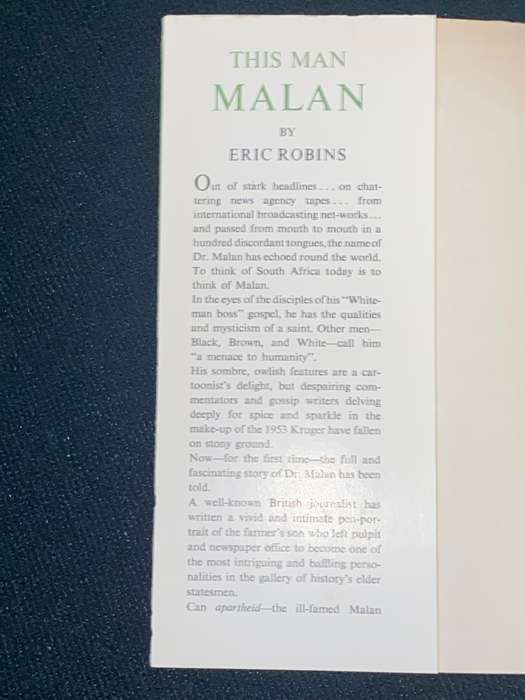 THIS MAN
MALAN
BY
ERIC ROBINS
Out of stark headlines... on chat-
tering news agency tapes... from
international broadcasting net-works...
and passed from mouth to mouth in a
hundred discordant tongues, the name of
Dr. Malan has echoed round the world.
To think of South Africa today is to
think of Malan.
In the eyes of the disciples of his "White-
man boss" gospel, he has the qualities
and mysticism of a saint. Other men—
Black, Brown, and White—call him
"a menace to humanity".
His sombre, owlish features are a car-
toonist's delight, but despairing com-
mentators and gossip writers delving
deeply for spice and sparkle in the
make-up of the 1953 Kruger have fallen
on stony ground.
Now—for the first time—the full and
fascinating story of Dr. Malan has been
told.
A well-known British journalist has
written a vivid and intimate pen-por-
trait of the farmer's son who left pulpit
and newspaper office to become one of
the most intriguing and baffling perso-
nalities in the gallery of history's elder
statesmen.
Can apartheid—the ill-famed Malan